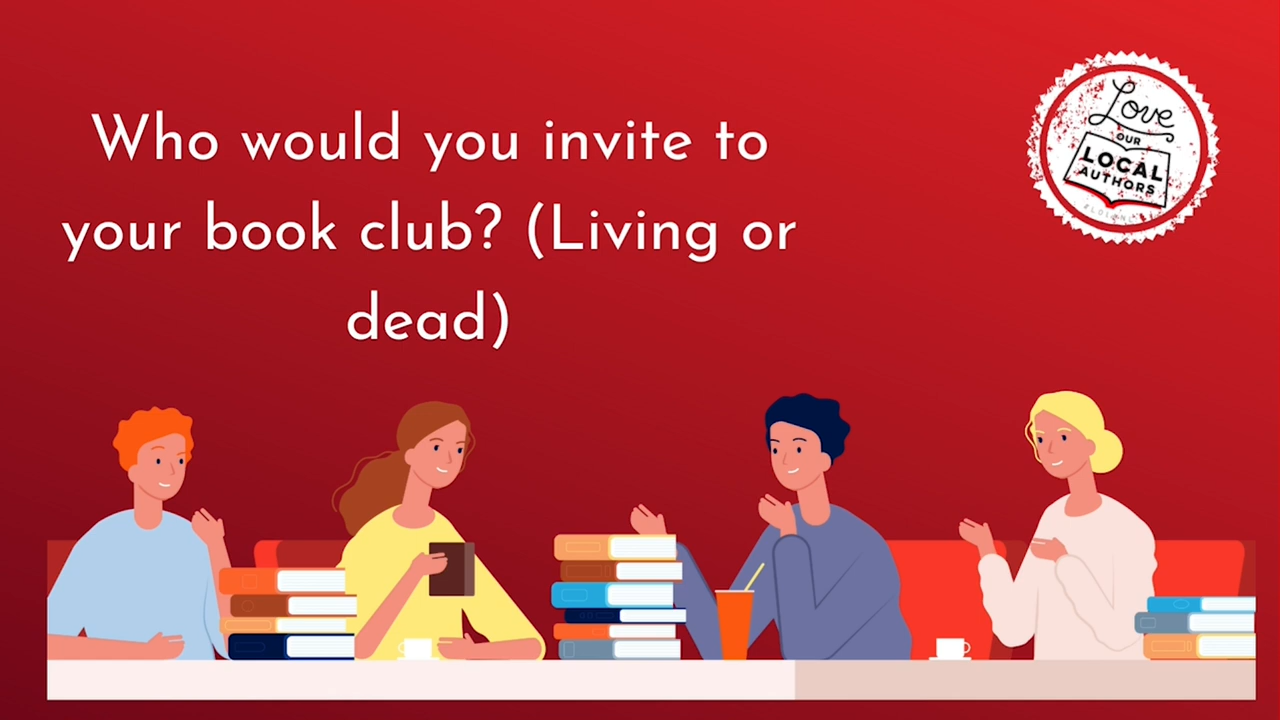 Who would you invite to
your book club? (Living or
dead)
Love
OUR
LOCAL
AUTHORS